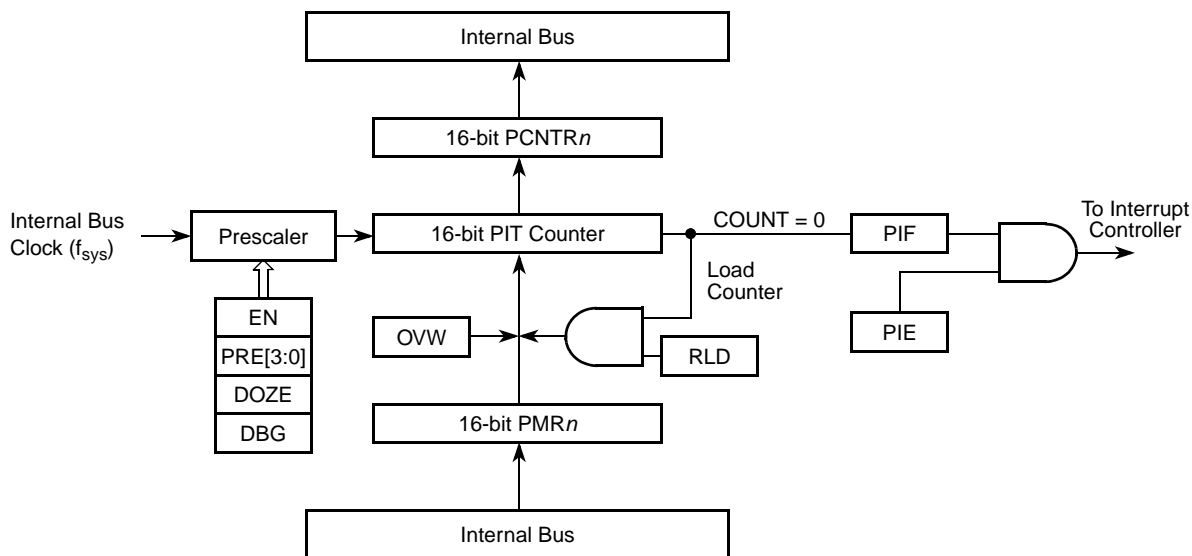 Internal Bus
16-bit PCNTRn
Internal Bus
Clock (fsys)
Prescaler
16-bit PIT Counter
COUNT = 0
PIF
To Interrupt
Controller
Load
Counter
EN
PRE[3:0]
DOZE
DBG
OVW
RLD
PIE
16-bit PMRn
Internal Bus